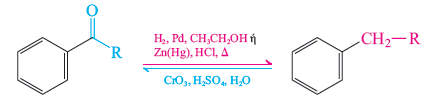 O
R
H₂, Pd, CH₃CH₂OH ή
Zn(Hg), HCl, Δ
CrO₃, H₂SO₄, H₂O
CH₂—R